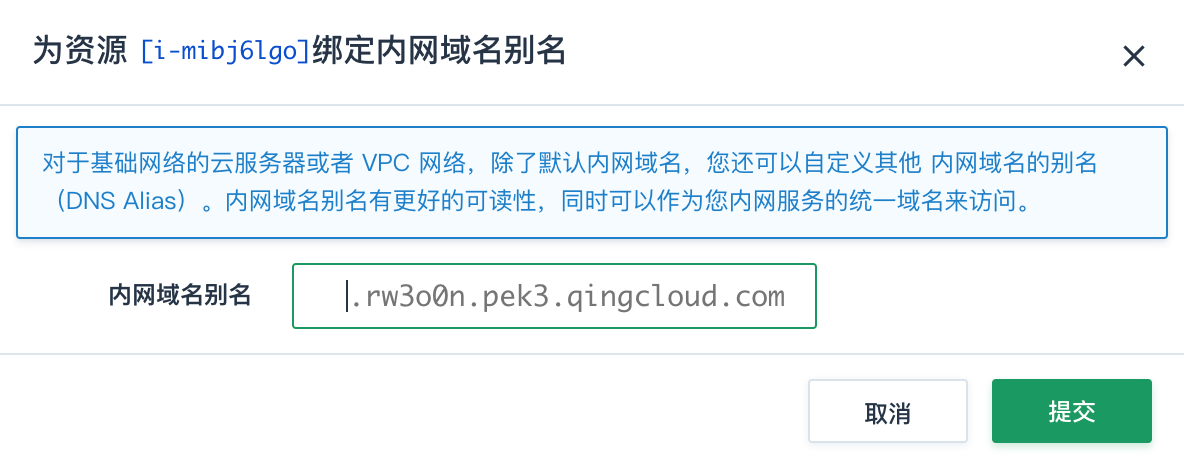 为资源 [i-mibj6lgo]绑定内网域名别名
对于基础网络的云服务器或者 VPC 网络，除了默认内网域名，您还可以自定义其他 内网域名的别名
（DNS Alias）。内网域名别名有更好的可读性，同时可以作为您内网服务的统一域名来访问。
内网域名别名 .rw3o0n.pek3.qingcloud.com
取消 提交